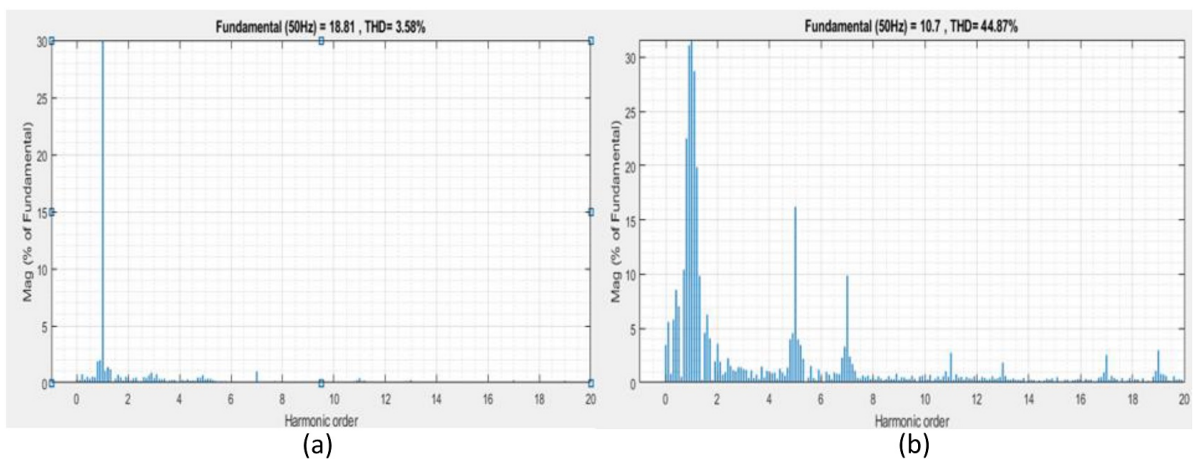 Fundamental (50Hz) = 18.81 , THD= 3.58%
30
25
20
15
10
5
0
Mag (% of Fundamental)
0 2 4 6 8 10 12 14 16 18 20
Harmonic order
(a)
Fundamental (50Hz) = 10.7 , THD= 44.87%
30
25
20
15
10
5
0
Mag (% of Fundamental)
0 2 4 6 8 10 12 14 16 18 20
Harmonic order
(b)